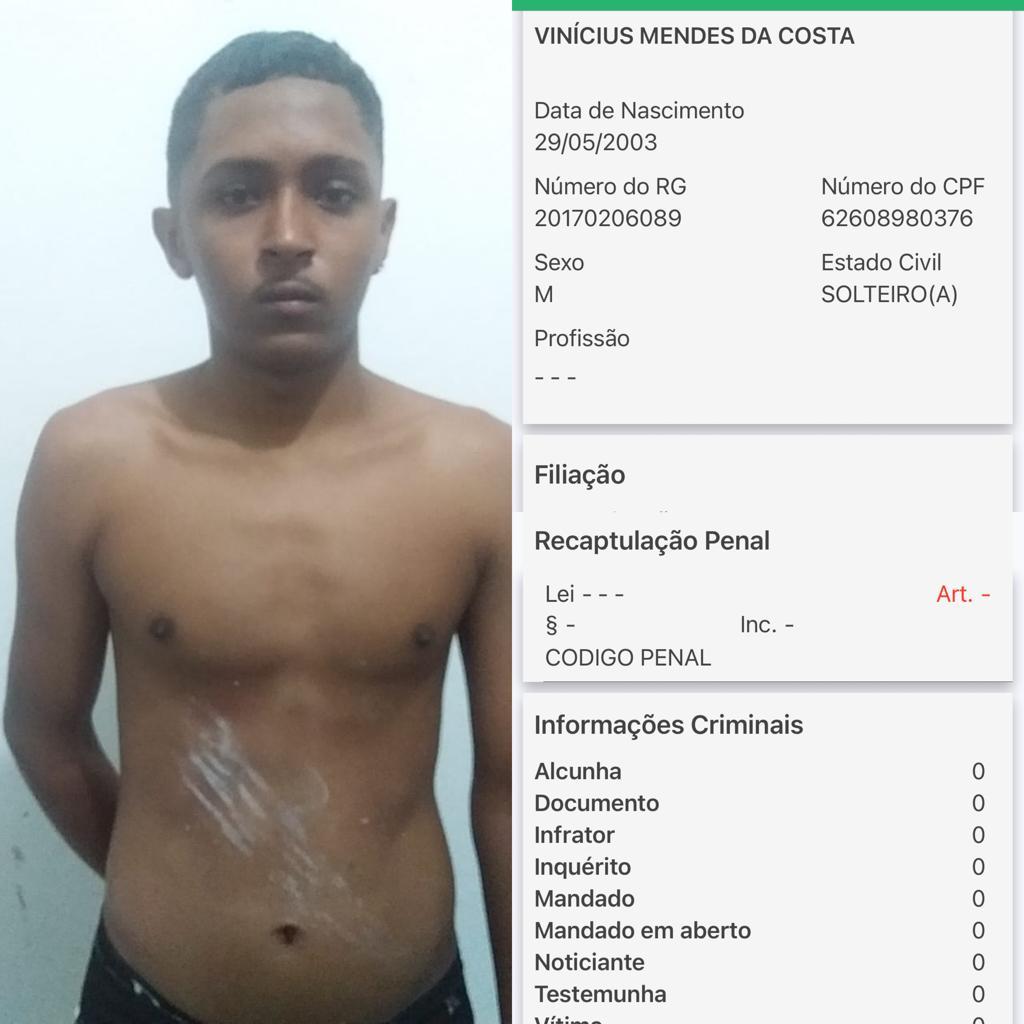 VINÍCIUS MENDES DA COSTA
Data de Nascimento
29/05/2003
Número do RG Número do CPF
20170206089 62608980376
Sexo Estado Civil
M SOLTEIRO(A)
Profissão
- - -
Filiação
Recaptulação Penal
Lei - - - Art. -
§ - Inc. -
CODIGO PENAL
Informações Criminais
Alcunha 0
Documento 0
Infrator 0
Inquérito 0
Mandado 0
Mandado em aberto 0
Noticiante 0
Testemunha 0
Vítima 0